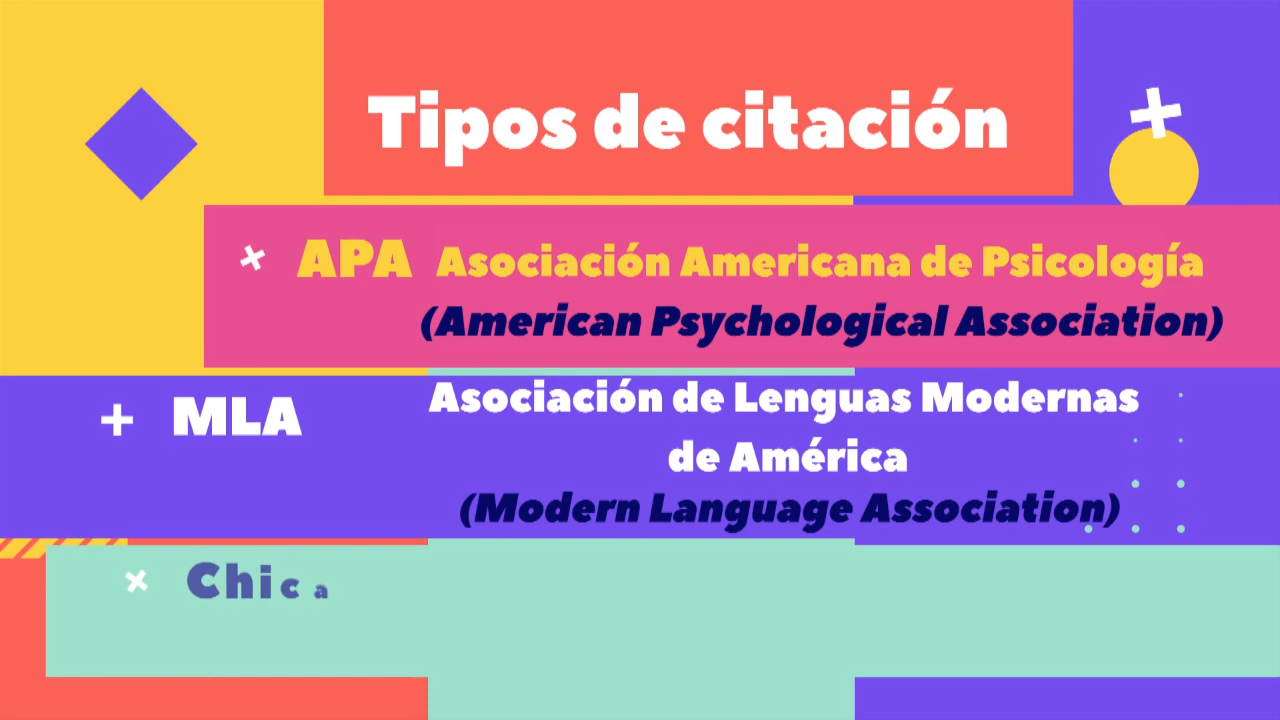 Tipos de citación
APA Asociación Americana de Psicología
(American Psychological Association)
MLA Asociación de Lenguas Modernas
de América
(Modern Language Association)
Chica